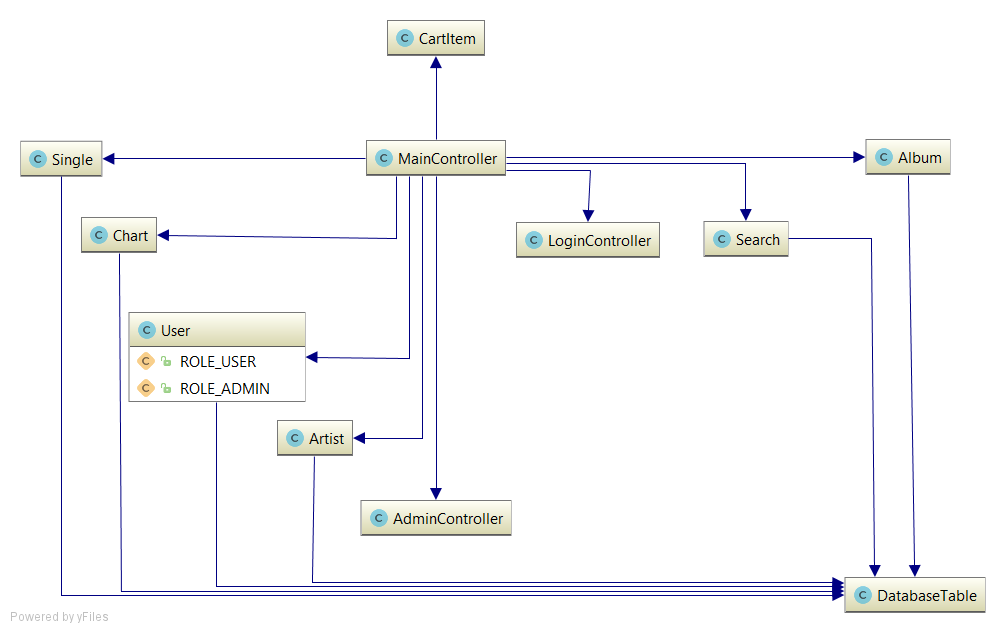 C CartItem
C Single
C MainController
C Album
C Chart
C LoginController
C Search
C User
C ROLE_USER
C ROLE_ADMIN
C Artist
C AdminController
C DatabaseTable
Powered by yFiles